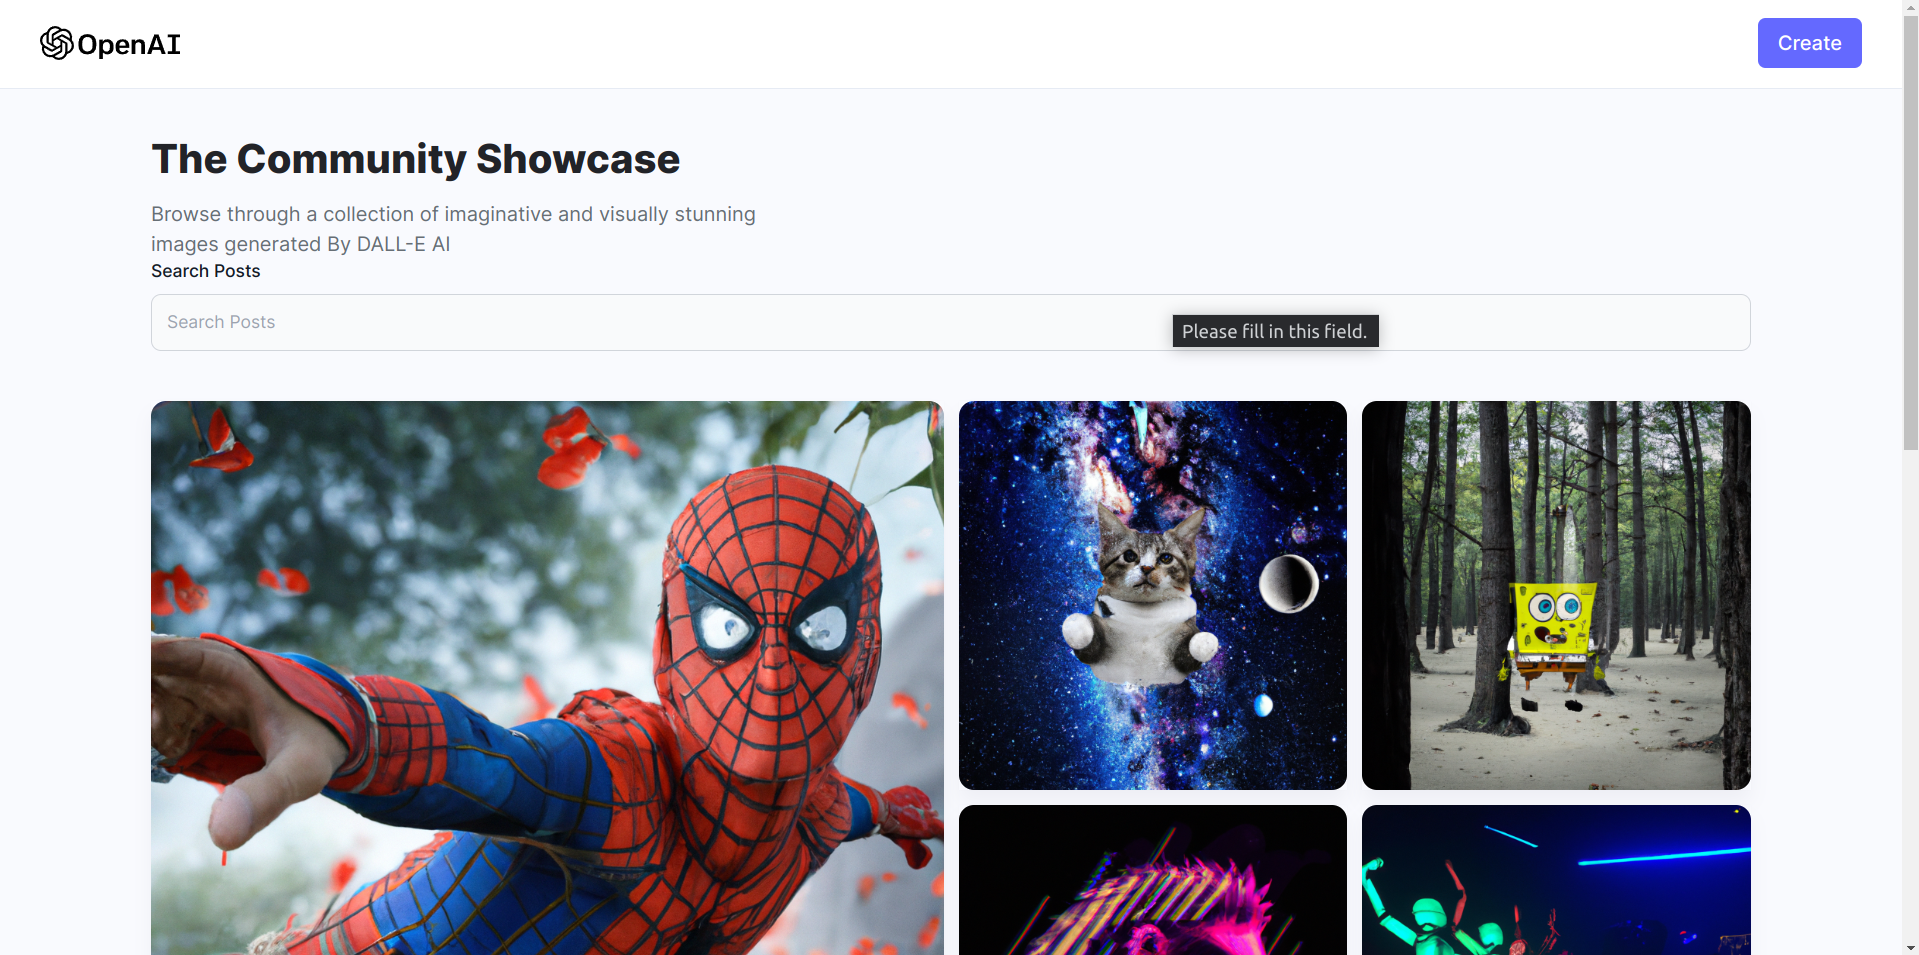 OpenAI
Create
The Community Showcase
Browse through a collection of imaginative and visually stunning
images generated By DALL-E AI
Search Posts
Search Posts
Please fill in this field.